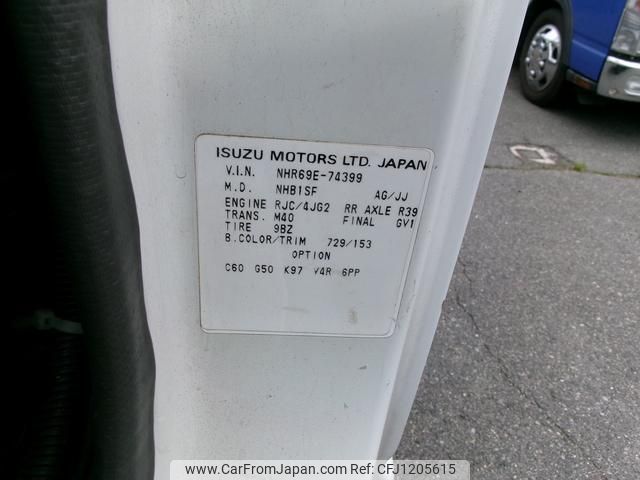 ISUZU MOTORS LTD. JAPAN
V.I.N. NHR69E-74399
M.D. NHB1SF AG/JJ
ENGINE RJC/4JG2 RR AXLE R39
TRANS. M40 FINAL GV1
TIRE 9BZ
B.COLOR/TRIM 729/153
OPTION
C60 G50 K97 V4R 6PP
www.CarFromJapan.com CFJ1205615